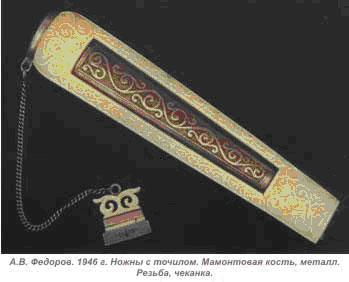 А.В. Федоров. 1946 г. Ножны с точилом. Мамонтовая кость, металл.
Резьба, чеканка.